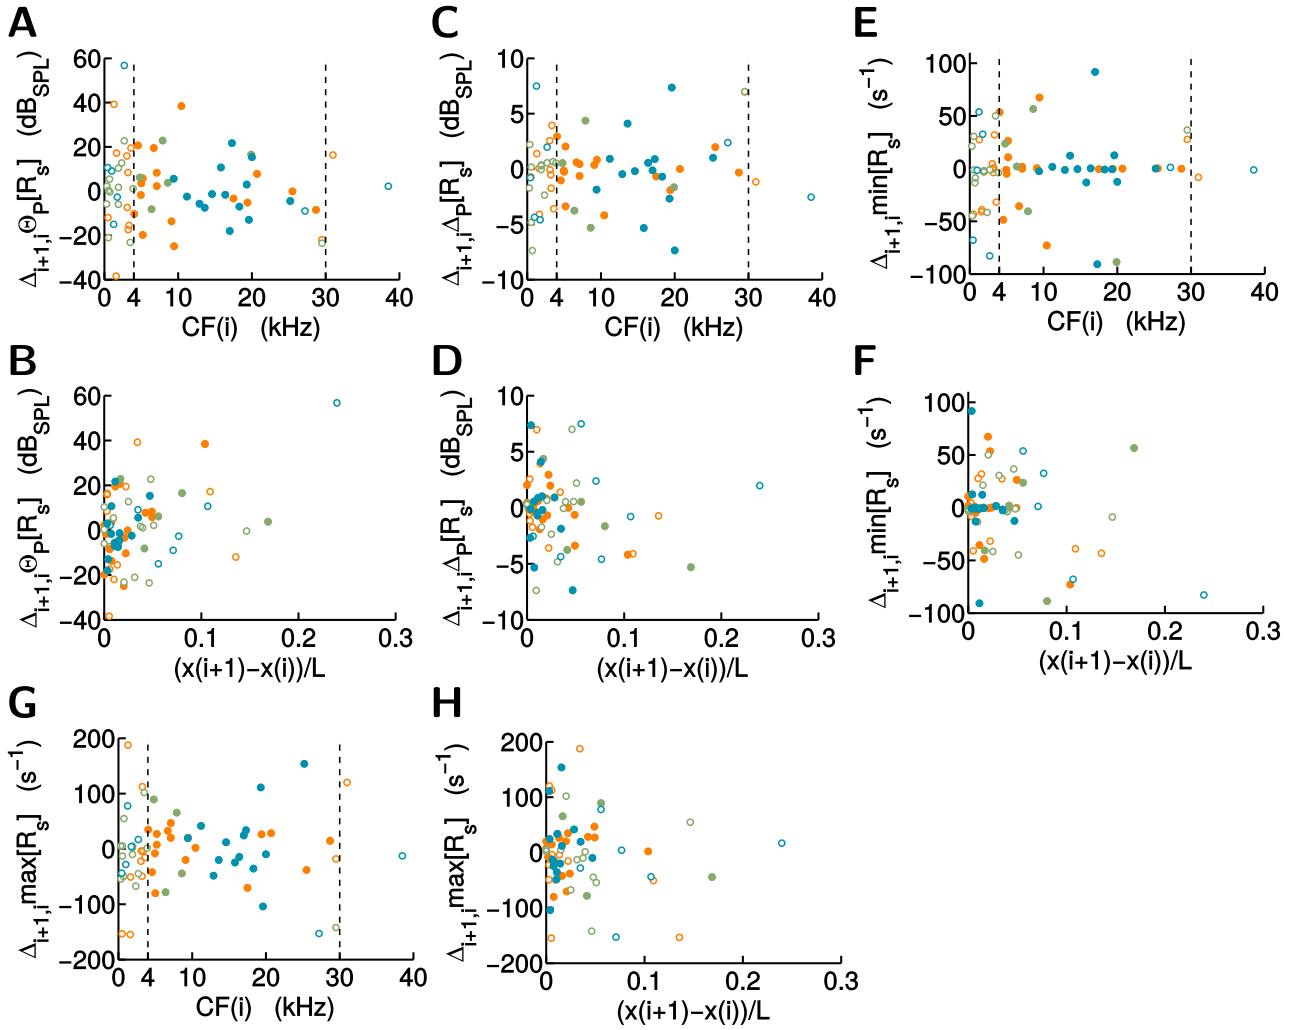 A
Δi+1,iΘP[Rs] (dBSPL)
60
40
20
0
−20
−40
0 4 10 20 30 40
CF(i) (kHz)
C
Δi+1,iΔP[Rs] (dBSPL)
10
5
0
−5
−10
0 4 10 20 30 40
CF(i) (kHz)
E
Δi+1,imin[Rs] (s−1)
100
50
0
−50
−100
0 4 10 20 30 40
CF(i) (kHz)
B
Δi+1,iΘP[Rs] (dBSPL)
60
40
20
0
−20
−40
0 0.1 0.2 0.3
(x(i+1)−x(i))/L
D
Δi+1,iΔP[Rs] (dBSPL)
10
5
0
−5
−10
0 0.1 0.2 0.3
(x(i+1)−x(i))/L
F
Δi+1,imin[Rs] (s−1)
100
50
0
−50
−100
0 0.1 0.2 0.3
(x(i+1)−x(i))/L
G
Δi+1,imax[Rs] (s−1)
200
100
0
−100
−200
0 4 10 20 30 40
CF(i) (kHz)
H
Δi+1,imax[Rs] (s−1)
200
100
0
−100
−200
0 0.1 0.2 0.3
(x(i+1)−x(i))/L